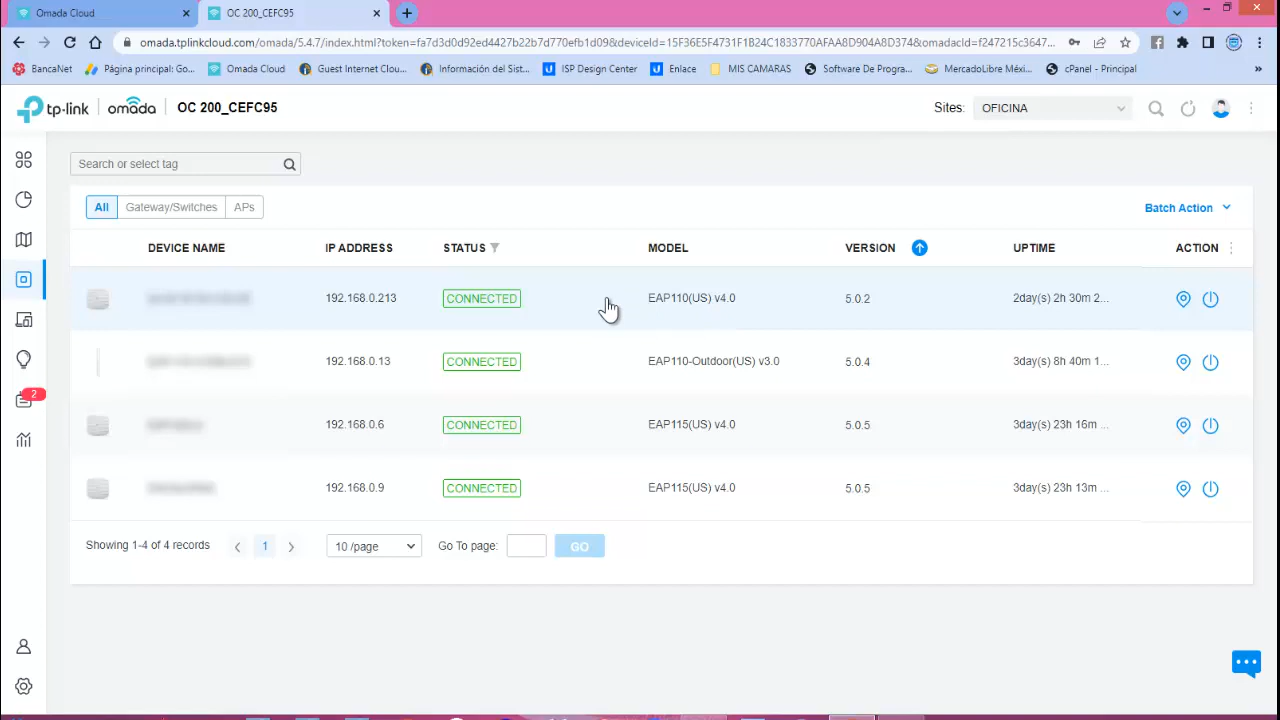 Omada Cloud
OC 200_CEFC95
omada.tplinkcloud.com/omada/5.4.7/index.html?token=fa7d3d0d92ed4427b22b7d770efb1d09&deviceId=15F36E5F4731F1B24C1833770AFAA8D904A8D374&omadacId=f247215c3647...
BancaNet
Página principal: Go...
Omada Cloud
Guest Internet Clou...
Información del Sist...
ISP Design Center
Enlace
MIS CAMARAS
Software De Progra...
MercadoLibre Méxi...
cPanel - Principal
»
tp-link | omada | OC 200_CEFC95
Sites: OFICINA
Search or select tag
All Gateway/Switches APs
Batch Action
DEVICE NAME IP ADDRESS STATUS MODEL VERSION UPTIME ACTION
192.168.0.213 CONNECTED EAP110(US) v4.0 5.0.2 2day(s) 2h 30m 2...
192.168.0.13 CONNECTED EAP110-Outdoor(US) v3.0 5.0.4 3day(s) 8h 40m 1...
2
192.168.0.6 CONNECTED EAP115(US) v4.0 5.0.5 3day(s) 23h 16m ...
192.168.0.9 CONNECTED EAP115(US) v4.0 5.0.5 3day(s) 23h 13m ...
Showing 1-4 of 4 records < 1 > 10 /page Go To page: GO